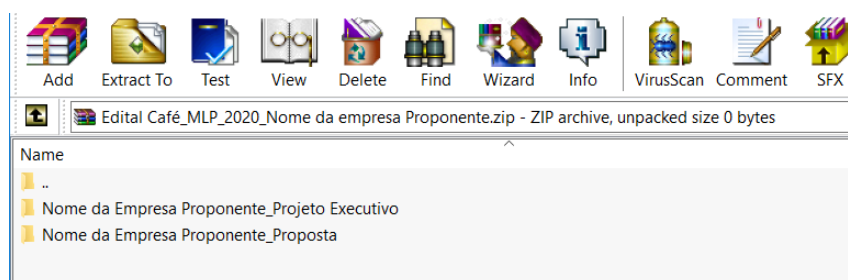 Add Extract To Test View Delete Find Wizard Info VirusScan Comment SFX
Edital Café_MLP_2020_Nome da empresa Proponente.zip - ZIP archive, unpacked size 0 bytes
Name
..
Nome da Empresa Proponente_Projeto Executivo
Nome da Empresa Proponente_Proposta